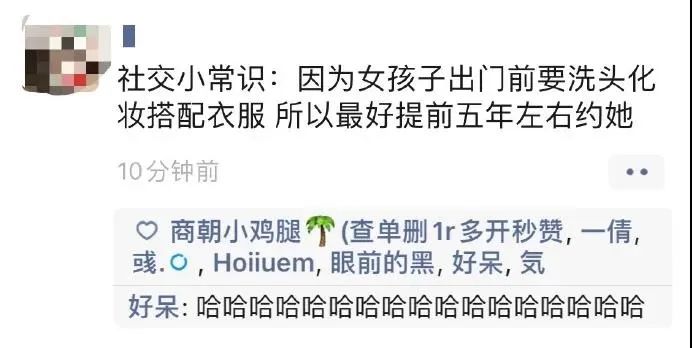 社交小常识：因为女孩子出门前要洗头化
妆搭配衣服 所以最好提前五年左右约她
10分钟前
商朝小鸡腿🌴(查单删1r多开秒赞, 一倩,
彧. , Hoiiuem, 眼前的黑, 好呆, 気
好呆: 哈哈哈哈哈哈哈哈哈哈哈哈哈哈哈哈哈